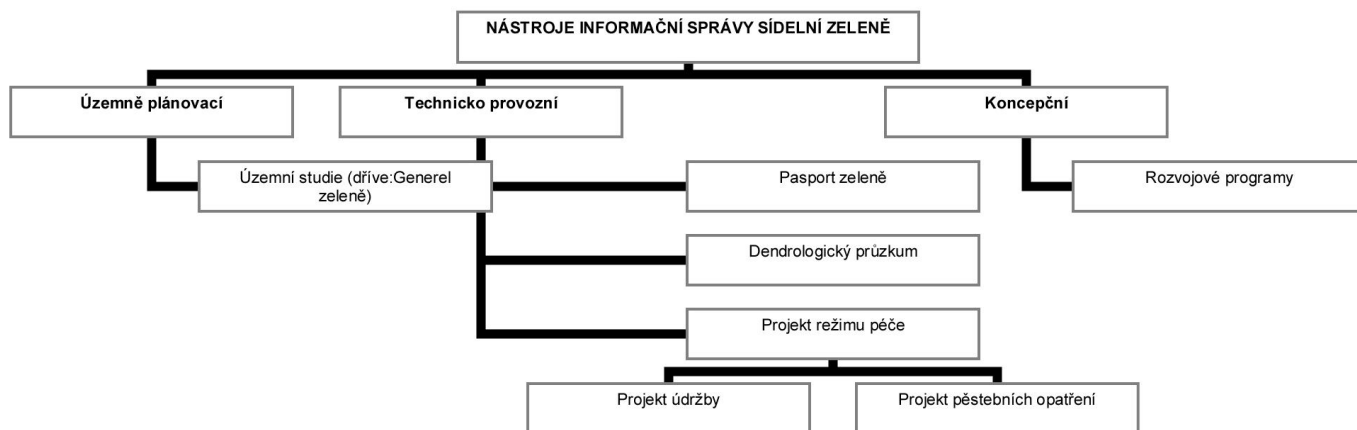 NÁSTROJE INFORMAČNÍ SPRÁVY SÍDELNÍ ZELENĚ
Územně plánovací
Technicko provozní
Koncepční
Územní studie (dříve:Generel
zeleně)
Pasport zeleně
Rozvojové programy
Dendrologický průzkum
Projekt režimu péče
Projekt údržby
Projekt pěstebních opatření